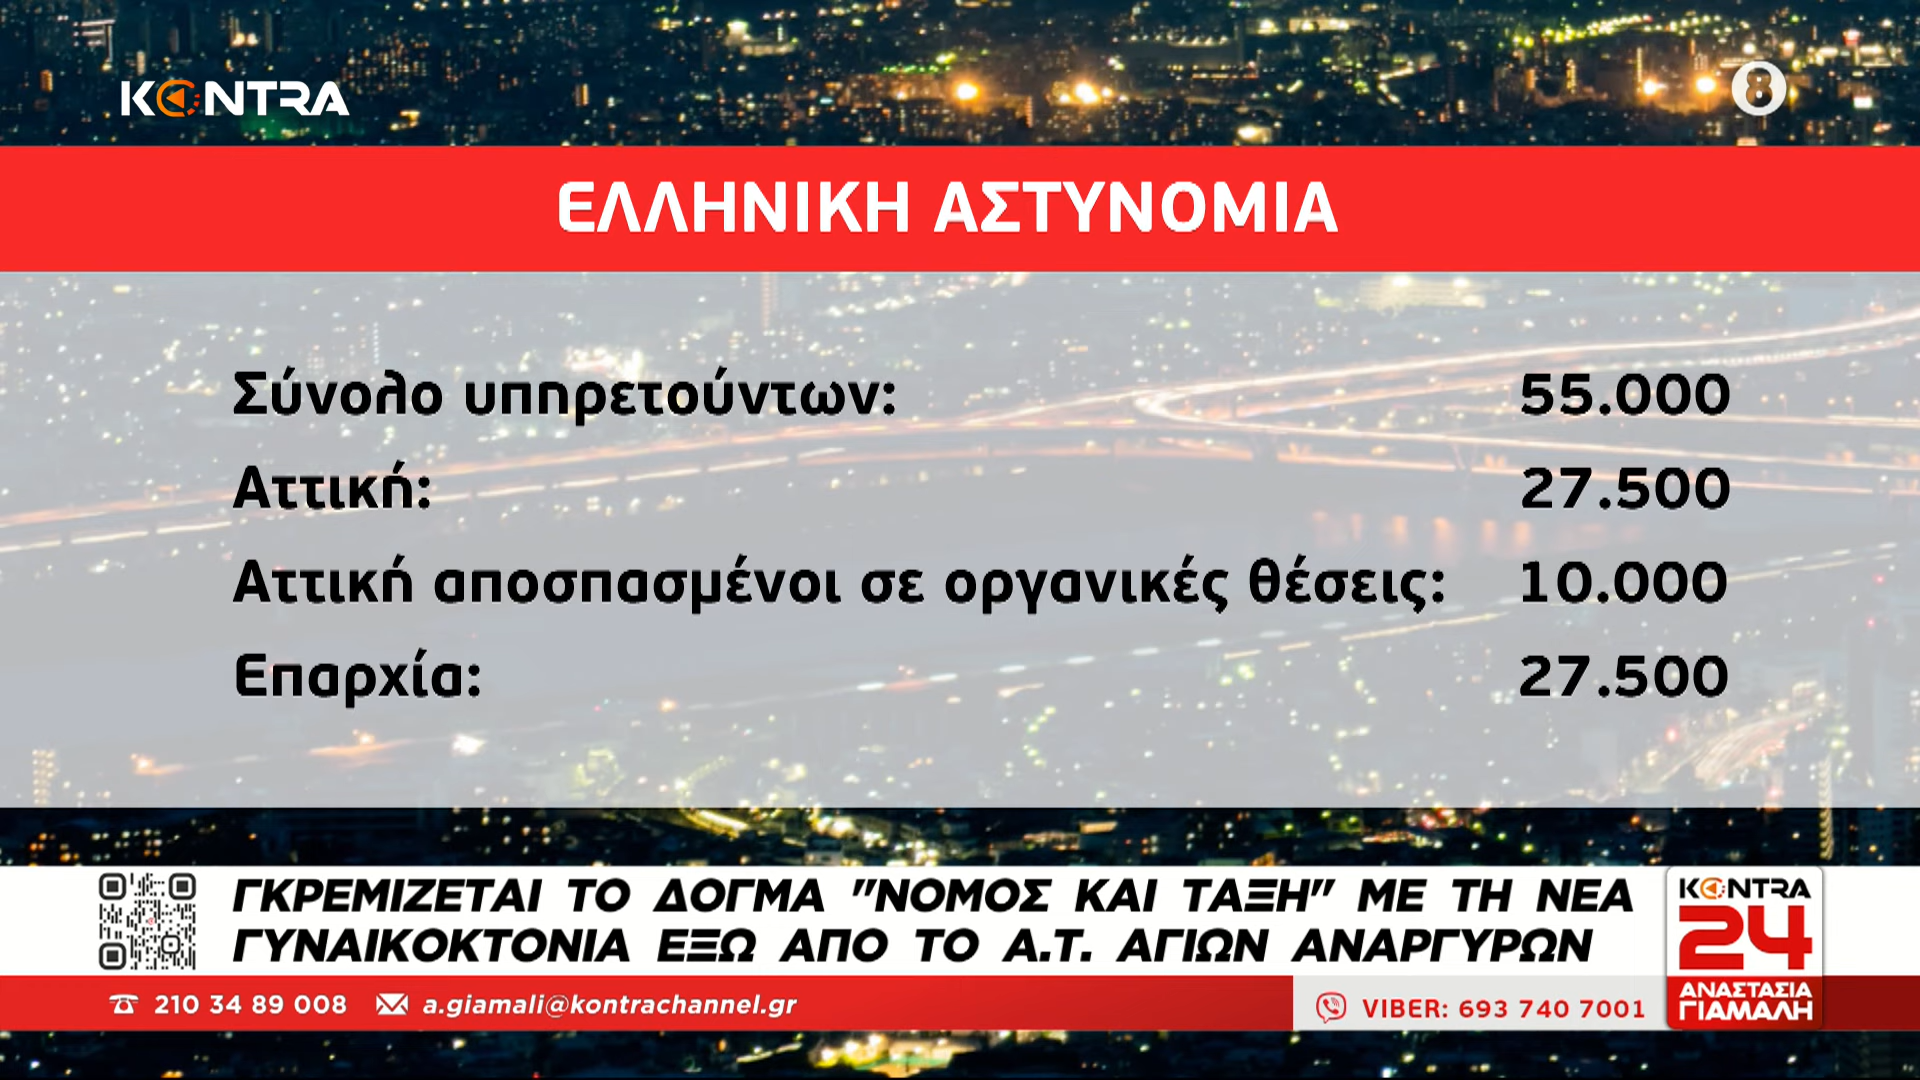 KONTRA
8
ΕΛΛΗΝΙΚΗ ΑΣΤΥΝΟΜΙΑ
Σύνολο υπηρετούντων: 55.000
Αττική: 27.500
Αττική αποσπασμένοι σε οργανικές θέσεις: 10.000
Επαρχία: 27.500
ΓΚΡΕΜΙΖΕΤΑΙ ΤΟ ΔΟΓΜΑ "ΝΟΜΟΣ ΚΑΙ ΤΑΞΗ" ΜΕ ΤΗ ΝΕΑ
ΓΥΝΑΙΚΟΚΤΟΝΙΑ ΕΞΩ ΑΠΟ ΤΟ Α.Τ. ΑΓΙΩΝ ΑΝΑΡΓΥΡΩΝ
KONTRA
24
ΑΝΑΣΤΑΣΙΑ
ΓΙΑΜΑΛΗ
210 34 89 008 a.giamali@kontrachannel.gr VIBER: 693 740 7001